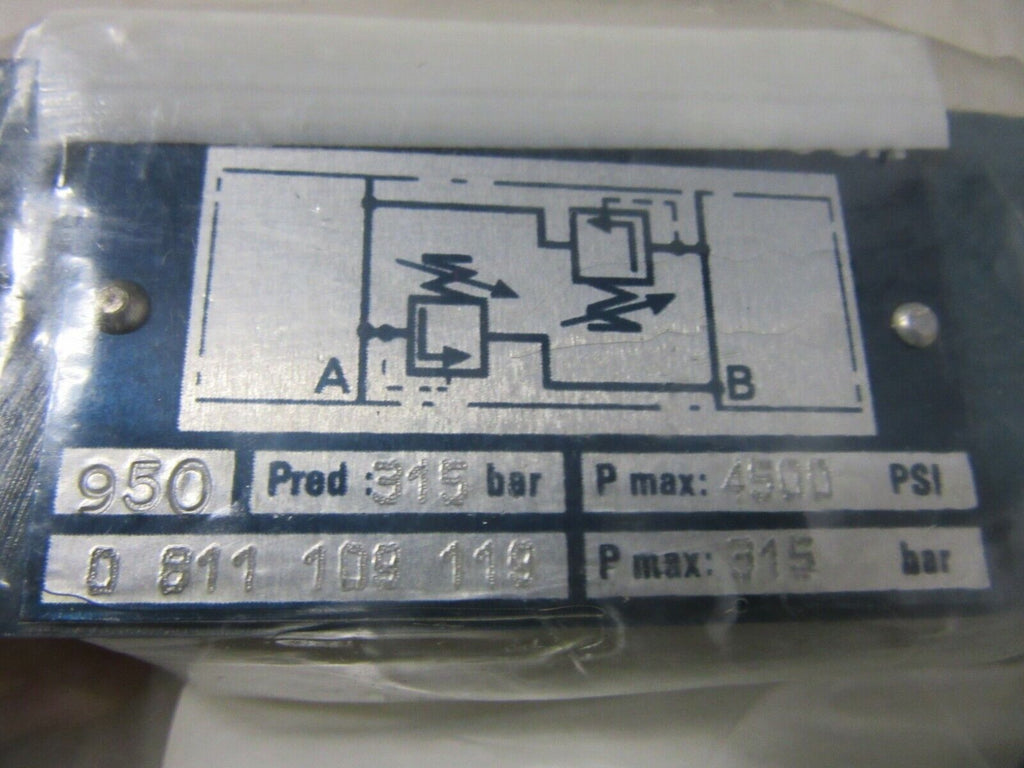 A
B
950 Pred : 315 bar P max: 4500 PSI
0 811 109 119 P max: 315 bar